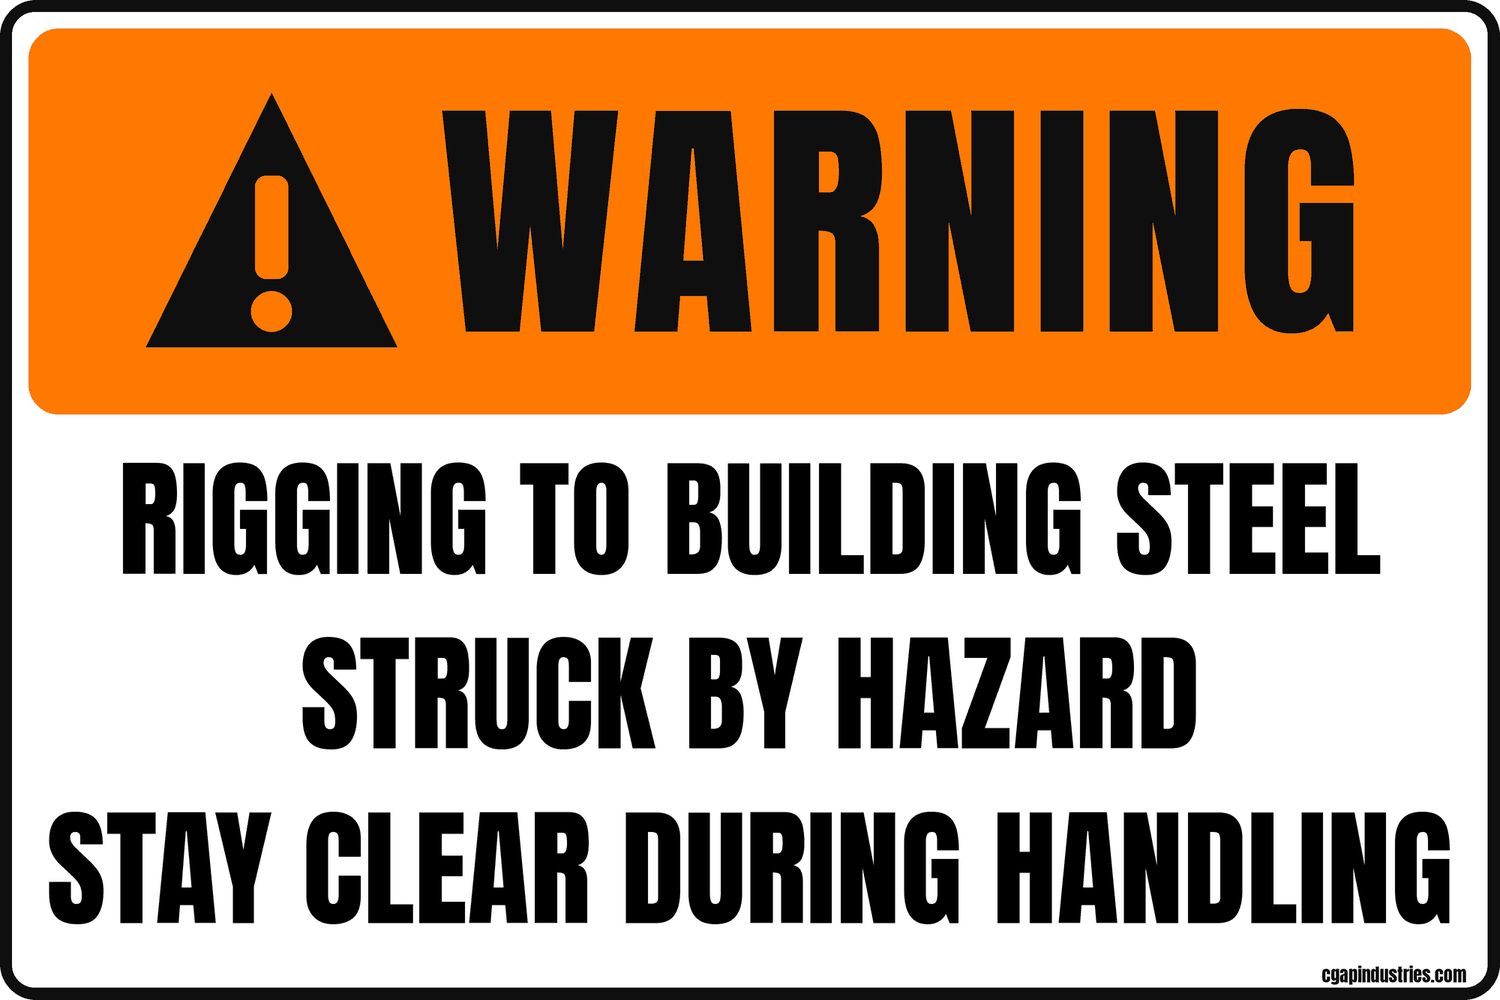 WARNING
RIGGING TO BUILDING STEEL
STRUCK BY HAZARD
STAY CLEAR DURING HANDLING
cgapindustries.com